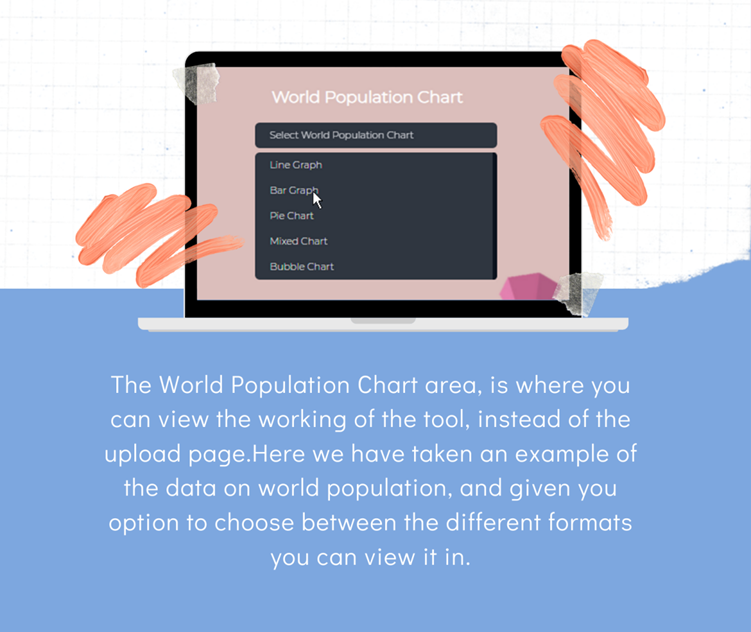 World Population Chart
Select World Population Chart
Line Graph
Bar Graph
Pie Chart
Mixed Chart
Bubble Chart
The World Population Chart area, is where you
can view the working of the tool, instead of the
upload page.Here we have taken an example of
the data on world population, and given you
option to choose between the different formats
you can view it in.